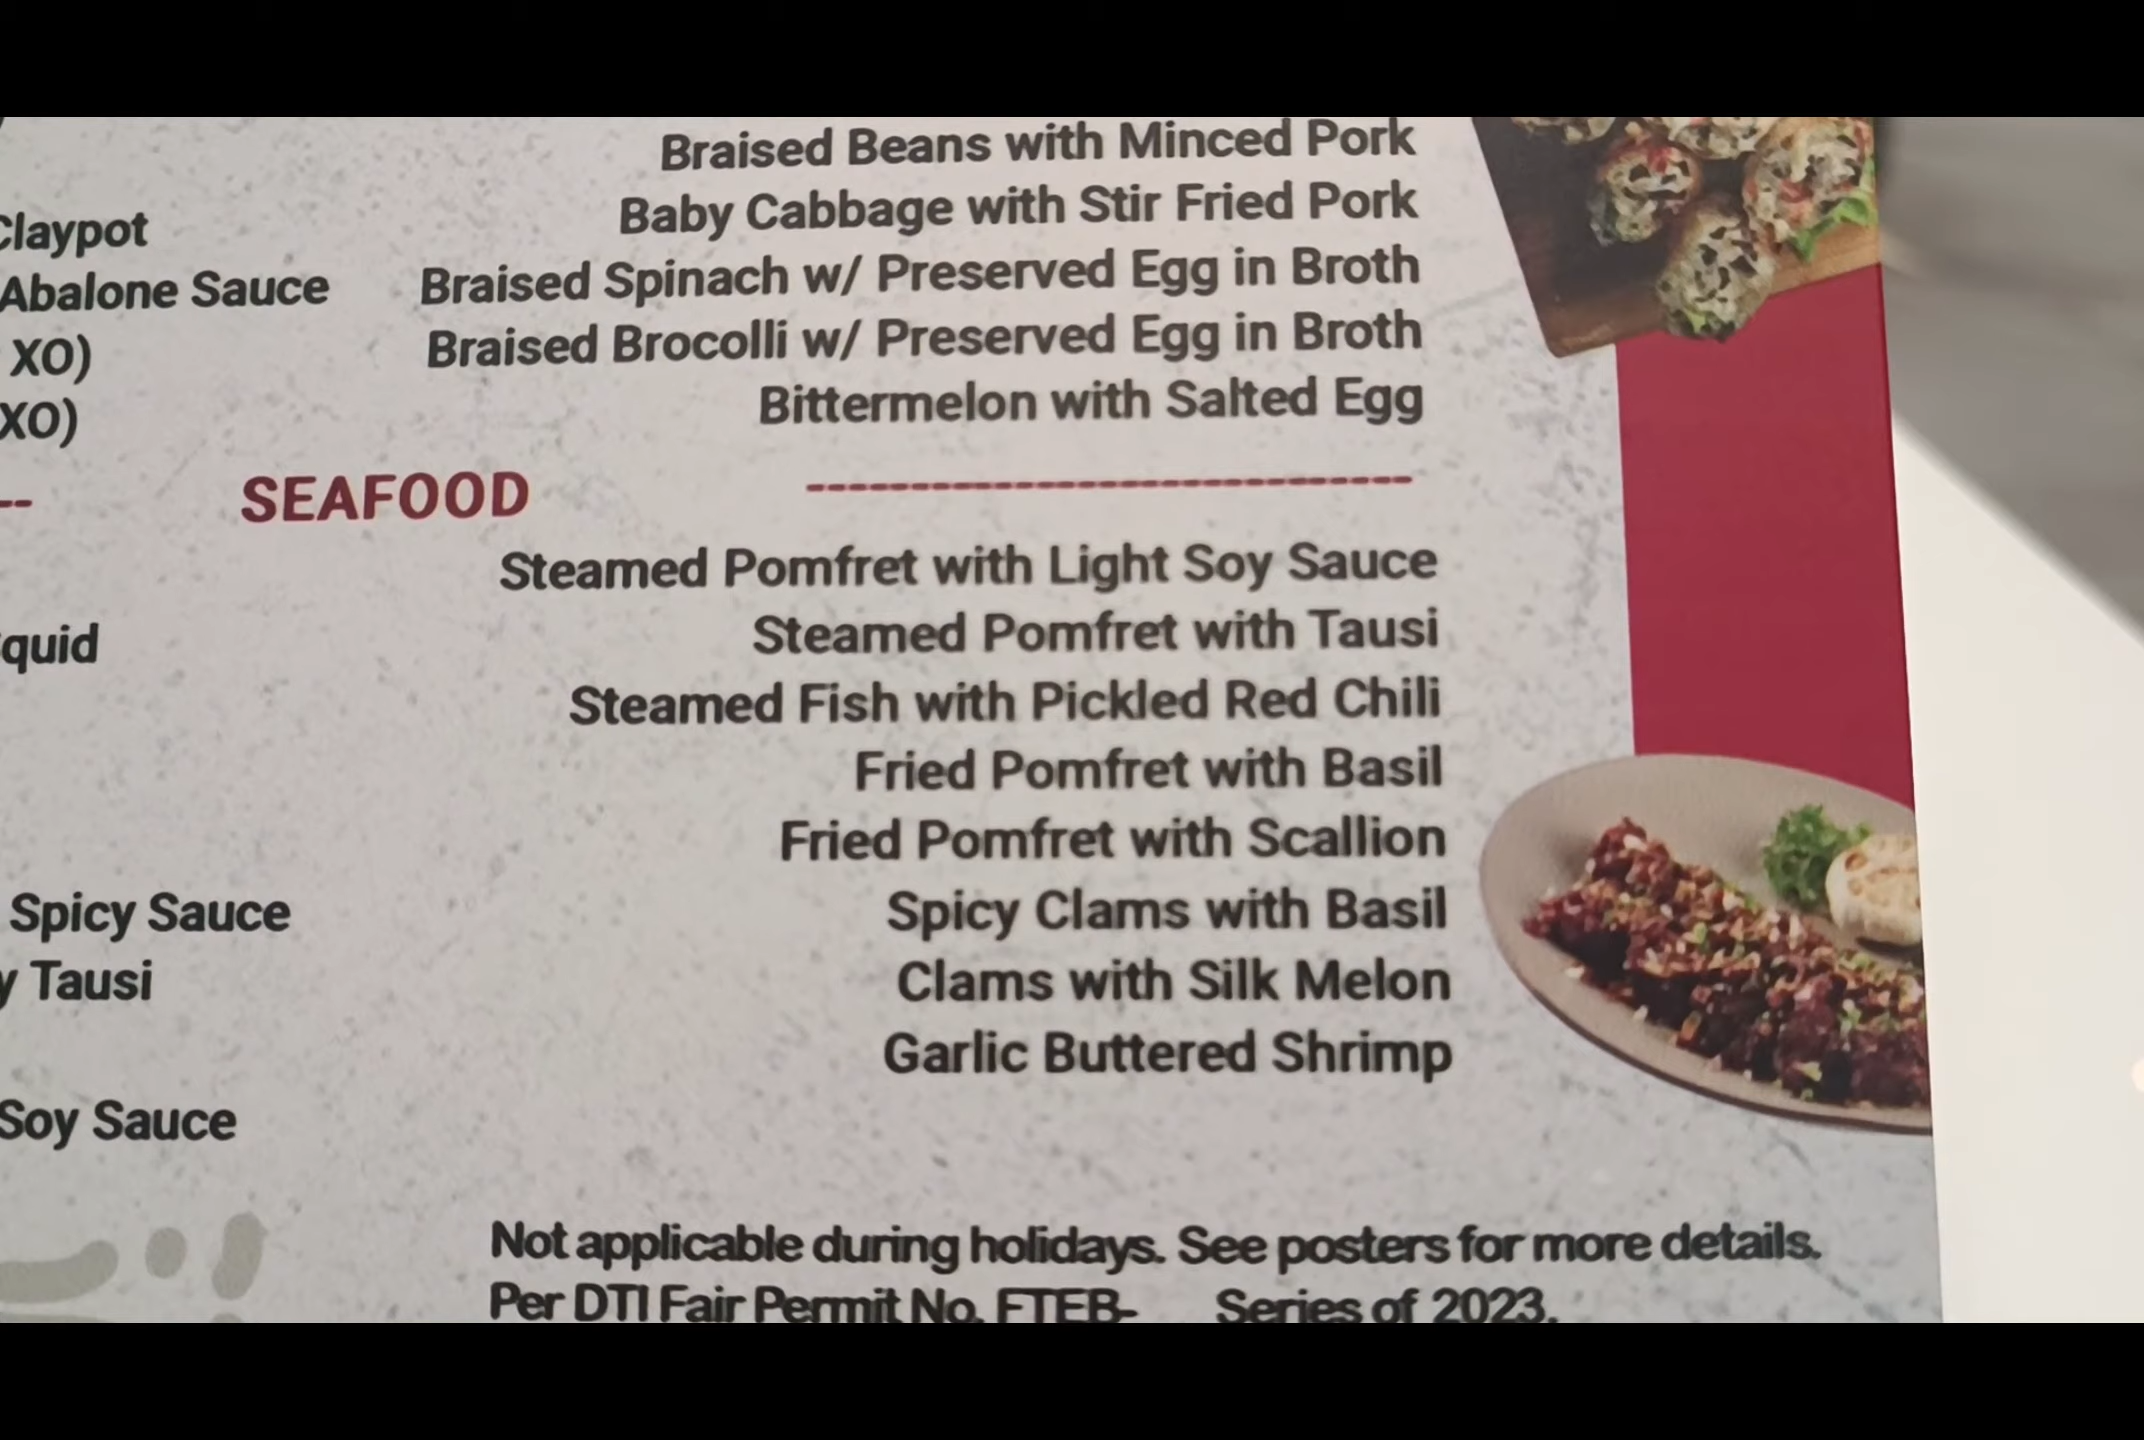 Braised Beans with Minced Pork
Baby Cabbage with Stir Fried Pork
Claypot
Abalone Sauce
Braised Spinach w/ Preserved Egg in Broth
XO)
Braised Brocolli w/ Preserved Egg in Broth
XO)
Bittermelon with Salted Egg
SEAFOOD
Steamed Pomfret with Light Soy Sauce
Steamed Pomfret with Tausi
quid
Steamed Fish with Pickled Red Chili
Fried Pomfret with Basil
Fried Pomfret with Scallion
Spicy Sauce
Spicy Clams with Basil
y Tausi
Clams with Silk Melon
Garlic Buttered Shrimp
Soy Sauce
Not applicable during holidays. See posters for more details.
Per DTI Fair Permit No. FTEB- Series of 2023.